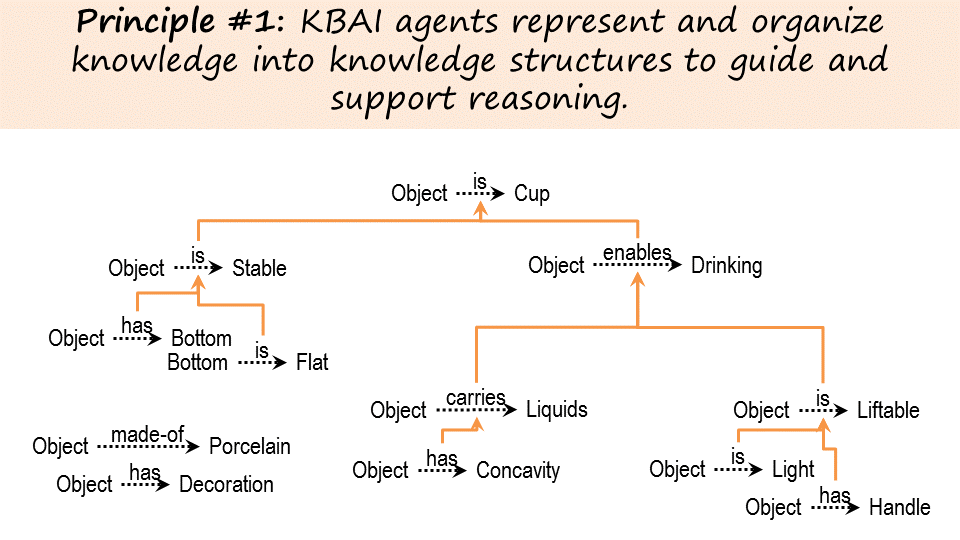 Principle #1: KBAI agents represent and organize
knowledge into knowledge structures to guide and
support reasoning.
Object is Cup
Object is Stable
Object enables Drinking
Object has Bottom
Bottom is Flat
Object carries Liquids
Object is Liftable
Object made-of Porcelain
Object has Concavity
Object is Light
Object has Decoration
Object has Handle